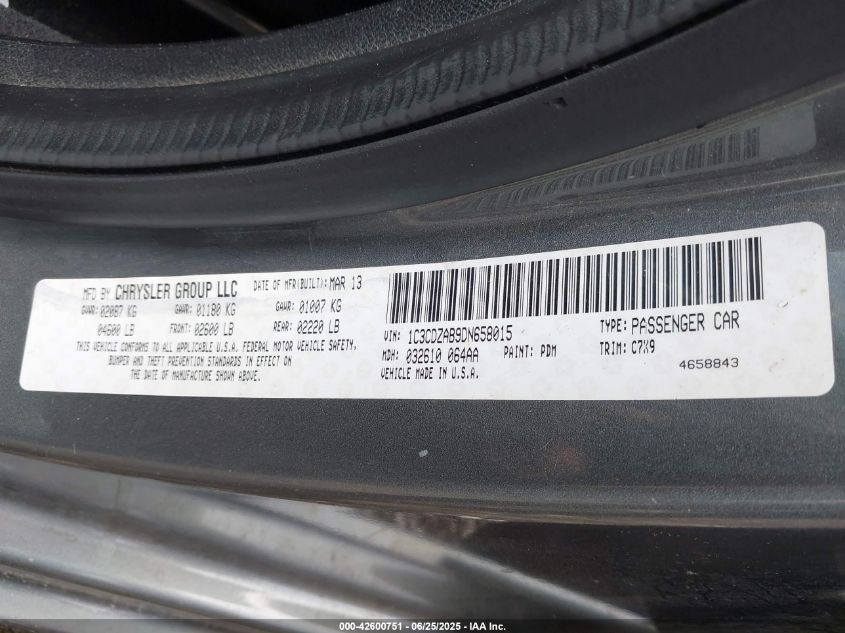 MFD BY CHRYSLER GROUP LLC
DATE OF MFR(BUILT): MAR 13
GVWR: 02087 KG GAWR: 01180 KG GAWR: 01007 KG
04600 LB FRONT: 02600 LB REAR: 02220 LB
THIS VEHICLE CONFORMS TO ALL APPLICABLE U.S.A. FEDERAL MOTOR VEHICLE SAFETY,
BUMPER AND THEFT PREVENTION STANDARDS IN EFFECT ON
THE DATE OF MANUFACTURE SHOWN ABOVE.
VIN: 1C3CDZAB9DN658015 TYPE: PASSENGER CAR
MDH: 032610 064AA PAINT: PDM TRIM: C7X9
VEHICLE MADE IN U.S.A. 4658843
000-42600751 - 06/25/2025 - IAA Inc.